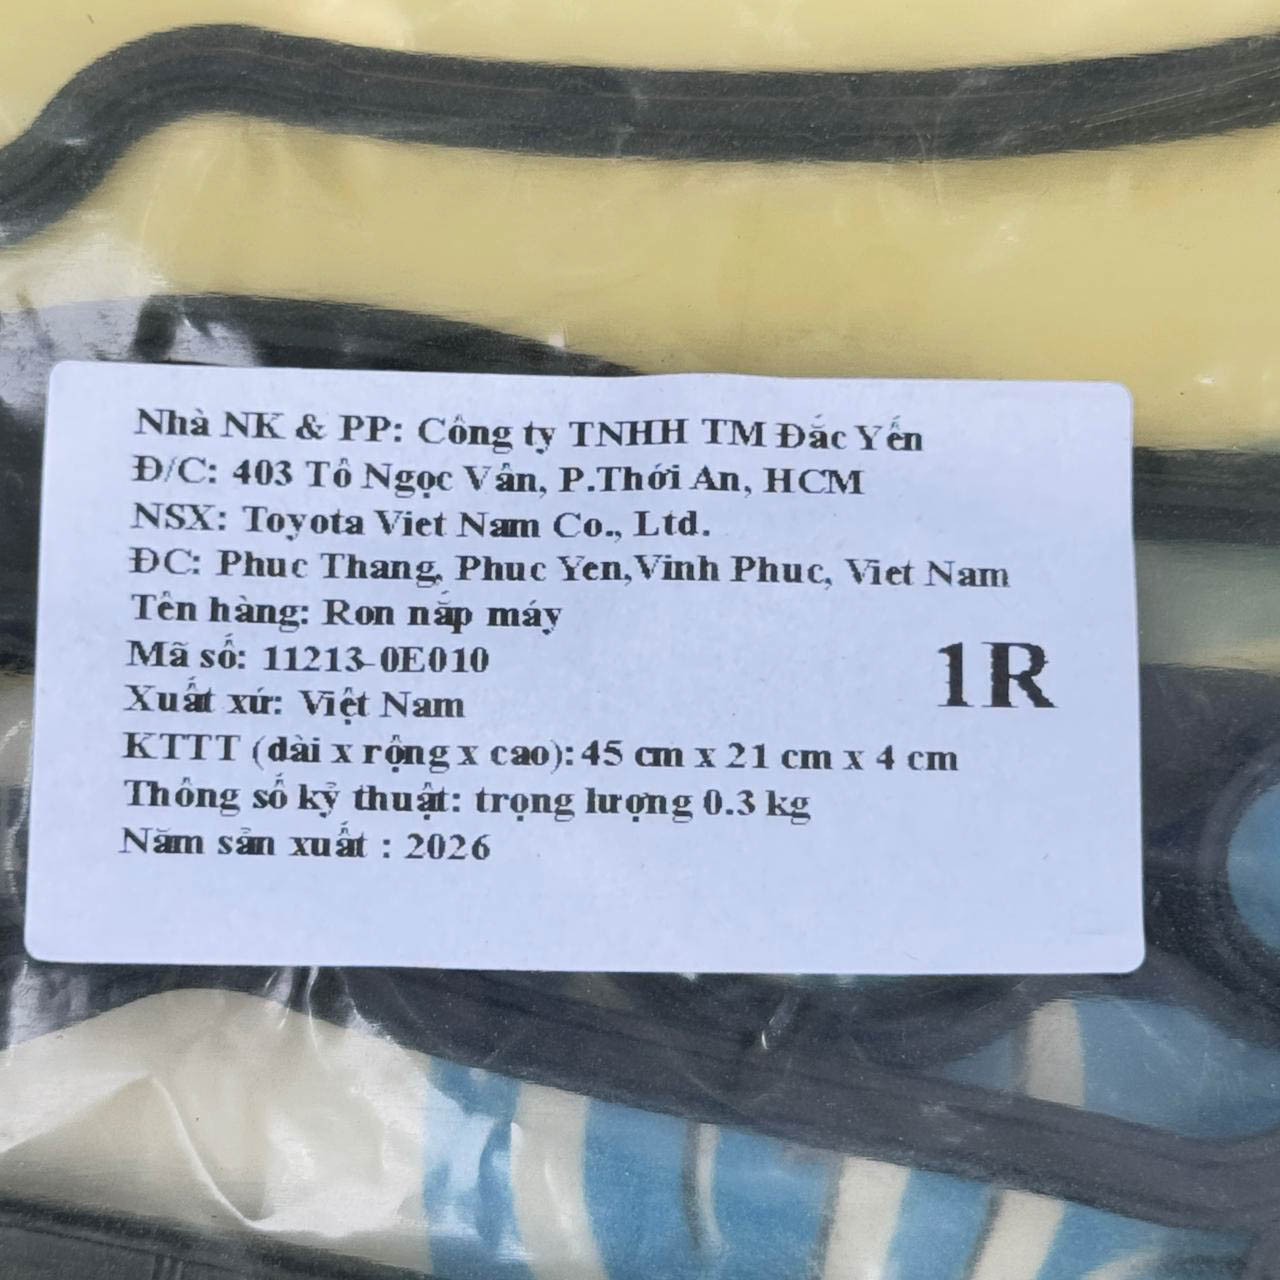 Nhà NK & PP: Công ty TNHH TM Đắc Yến
Đ/C: 403 Tô Ngọc Vân, P.Thới An, HCM
NSX: Toyota Viet Nam Co., Ltd.
ĐC: Phuc Thang, Phuc Yen,Vinh Phuc, Viet Nam
Tên hàng: Ron nắp máy
Mã số: 11213-0E010
1R
Xuất xứ: Việt Nam
KTTT (dài x rộng x cao): 45 cm x 21 cm x 4 cm
Thông số kỷ thuật: trọng lượng 0.3 kg
Năm sản xuất : 2026